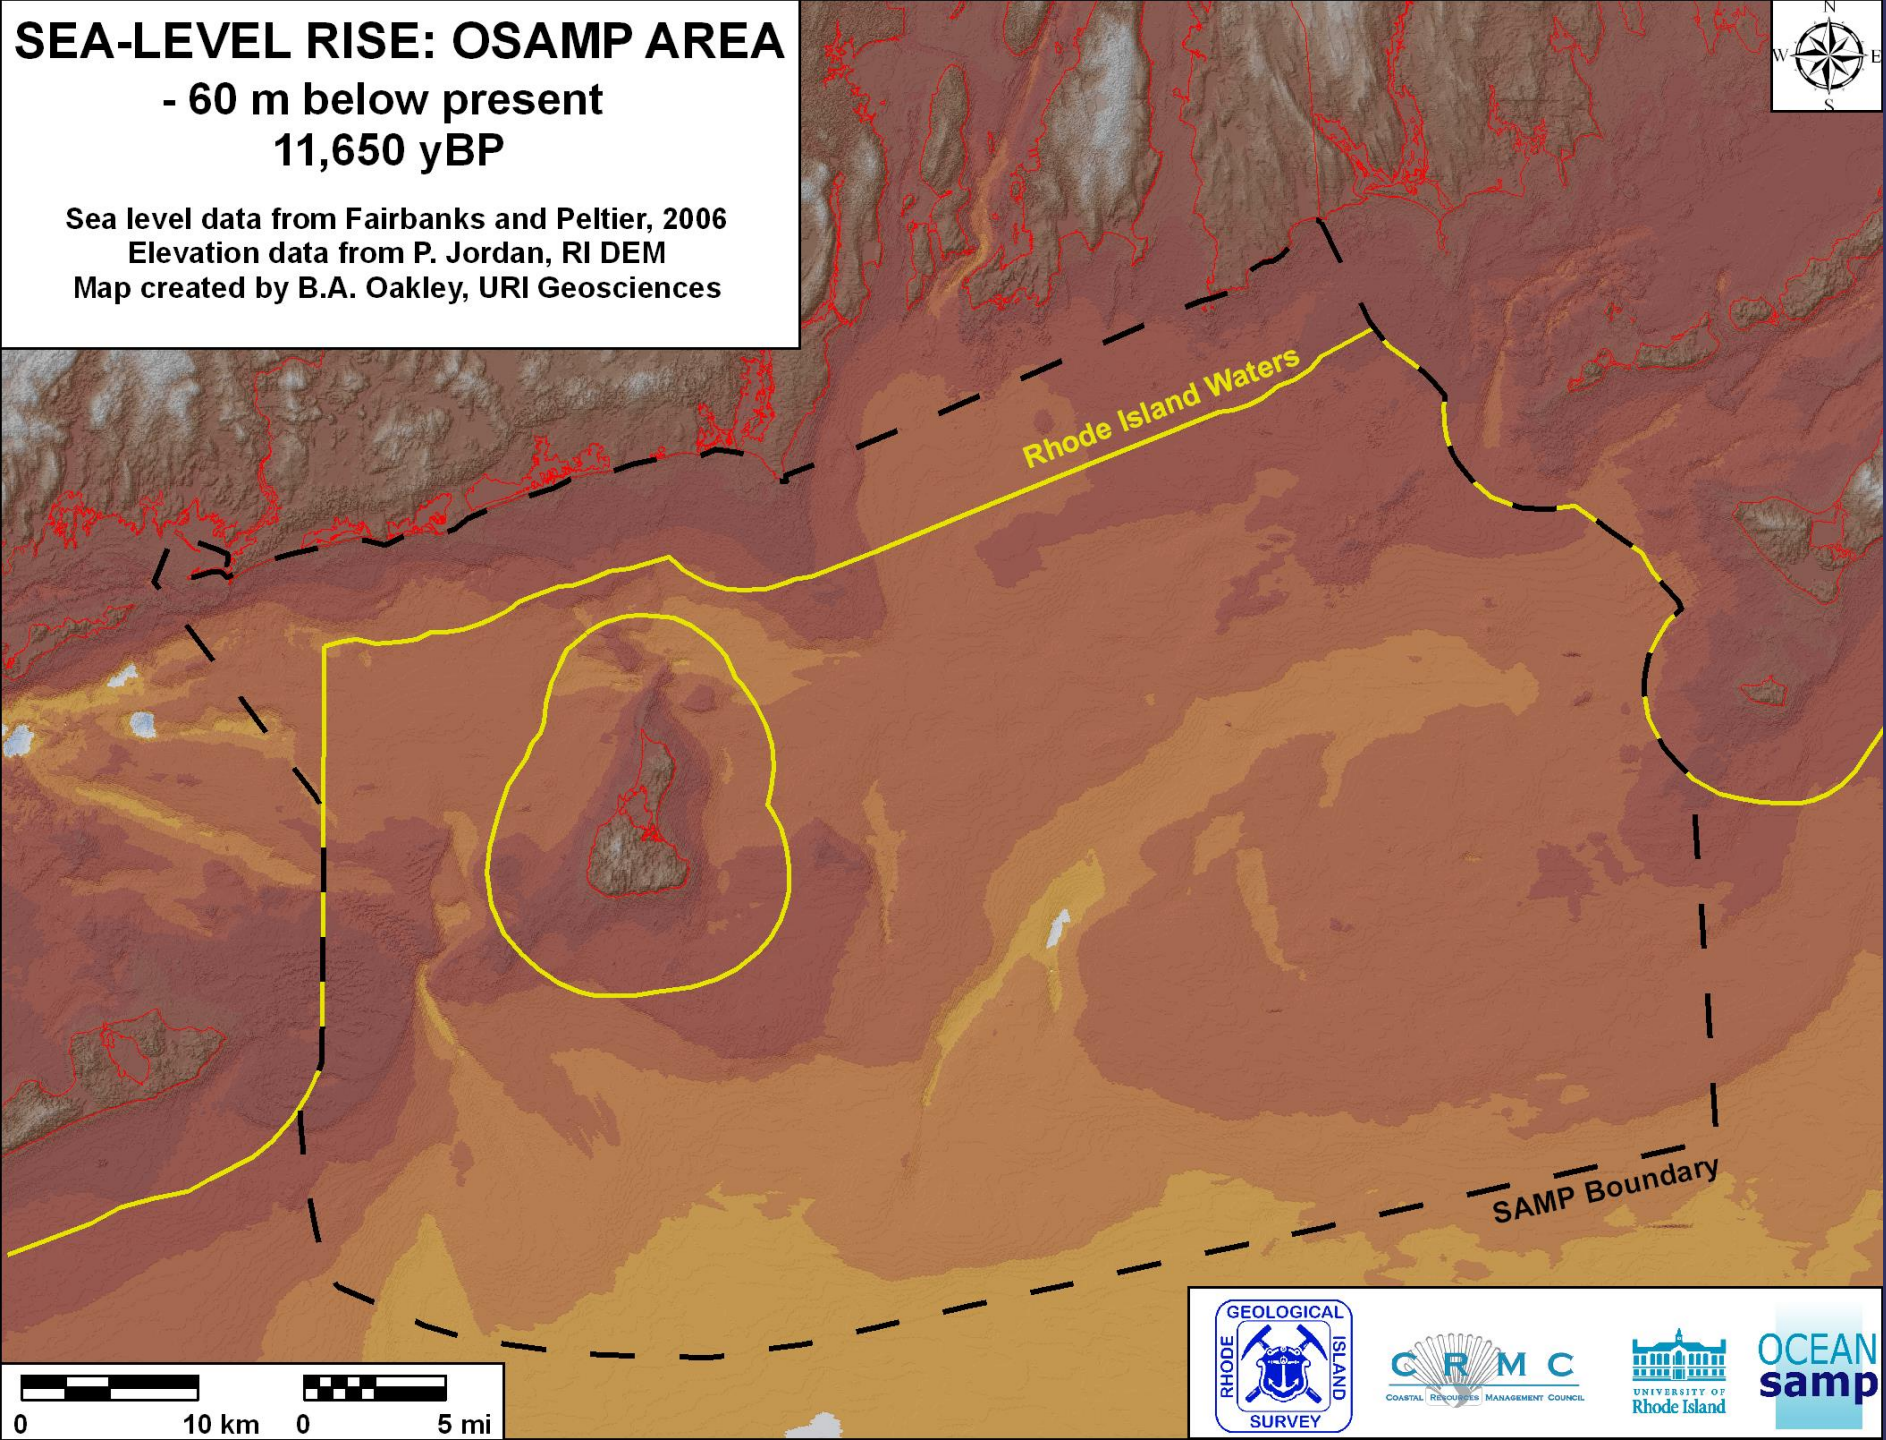 SEA-LEVEL RISE: OSAMP AREA
- 60 m below present
11,650 yBP
Sea level data from Fairbanks and Peltier, 2006
Elevation data from P. Jordan, RI DEM
Map created by B.A. Oakley, URI Geosciences
N
W E
S
Rhode Island Waters
SAMP Boundary
0 10 km 0 5 mi
GEOLOGICAL
RHODE
ISLAND
SURVEY
C R M C
COASTAL RESOURCES MANAGEMENT COUNCIL
UNIVERSITY OF
Rhode Island
OCEAN
samp